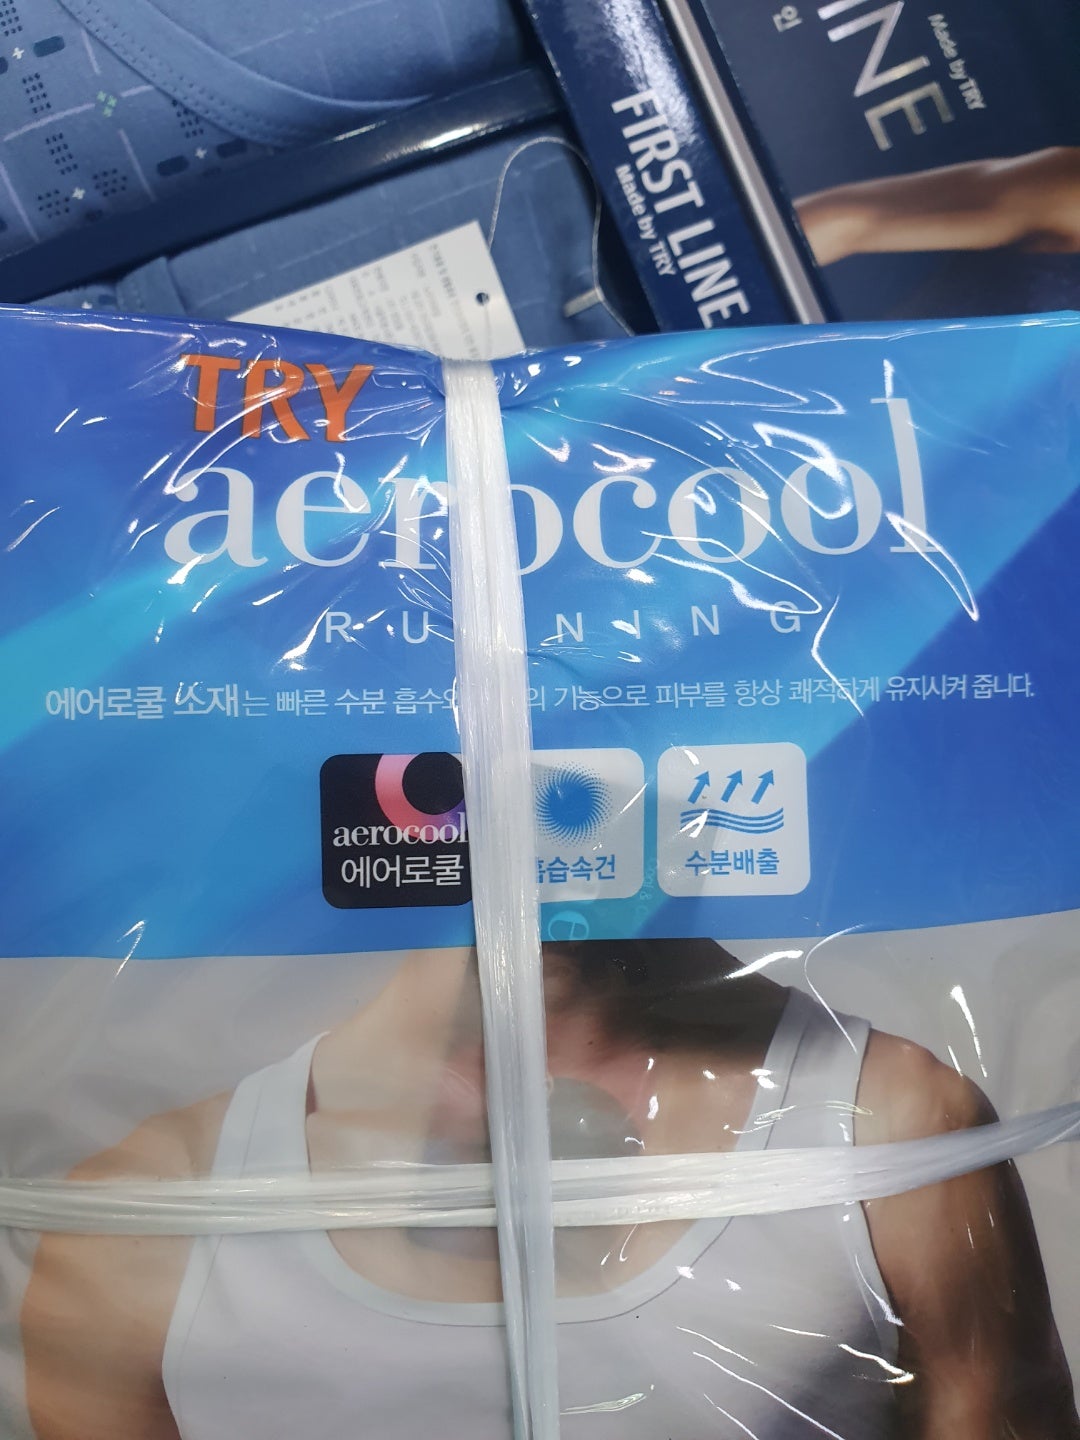 INE
인
Made by TRY
FIRST LINE
Made by TRY
TRY
aerocool
RUNNING
에어로쿨 소재는 빠른 수분 흡수 의 기능으로 피부를 항상 쾌적하게 유지시켜 줍니다.
aerocool
에어로쿨
흡습속건
수분배출